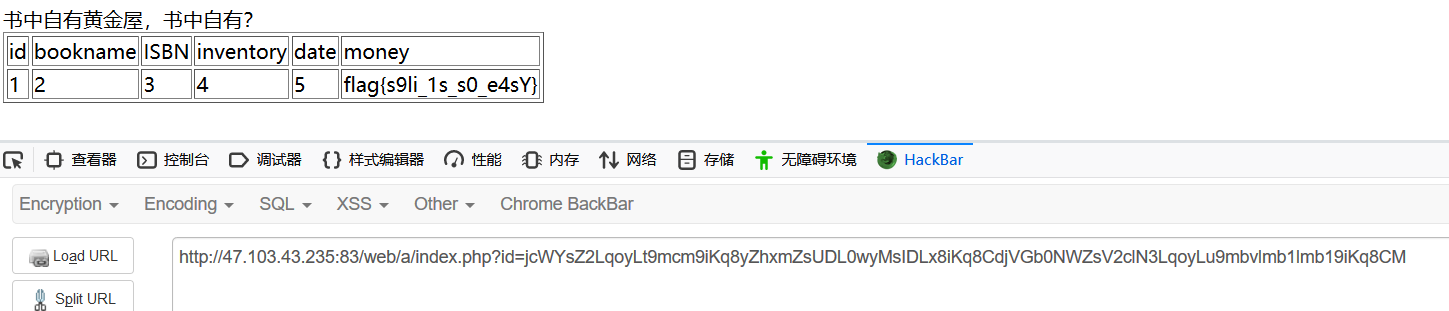 书中自有黄金屋，书中自有？
id bookname ISBN inventory date money
1 2 3 4 5 flag{s9li_1s_s0_e4sY}
查看器 控制台 调试器 样式编辑器 性能 内存 网络 存储 无障碍环境 HackBar
Encryption Encoding SQL XSS Other Chrome BackBar
Load URL http://47.103.43.235:83/web/a/index.php?id=jcWYsZ2LqoyLt9mcm9iKq8yZhxmZsUDL0wyMsIDLx8iKq8CdjVGb0NWZsV2clN3LqoyLu9mbvlmb1lmb19iKq8CM
Split URL